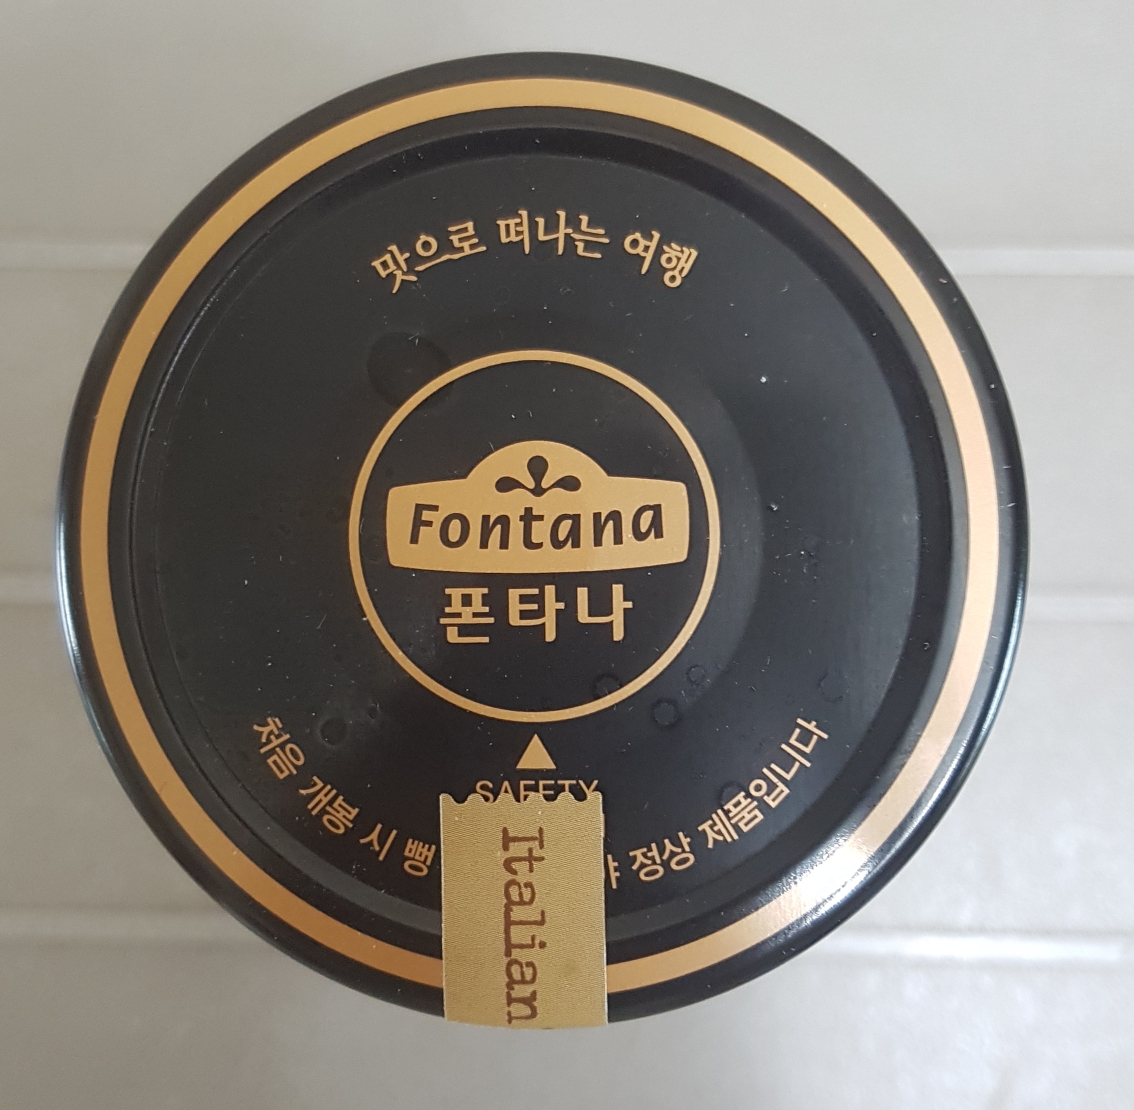 맛으로 떠나는 여행
Fontana
폰타나
SAFETY
처음 개봉 시 뻥 정상 제품입니다
Italian